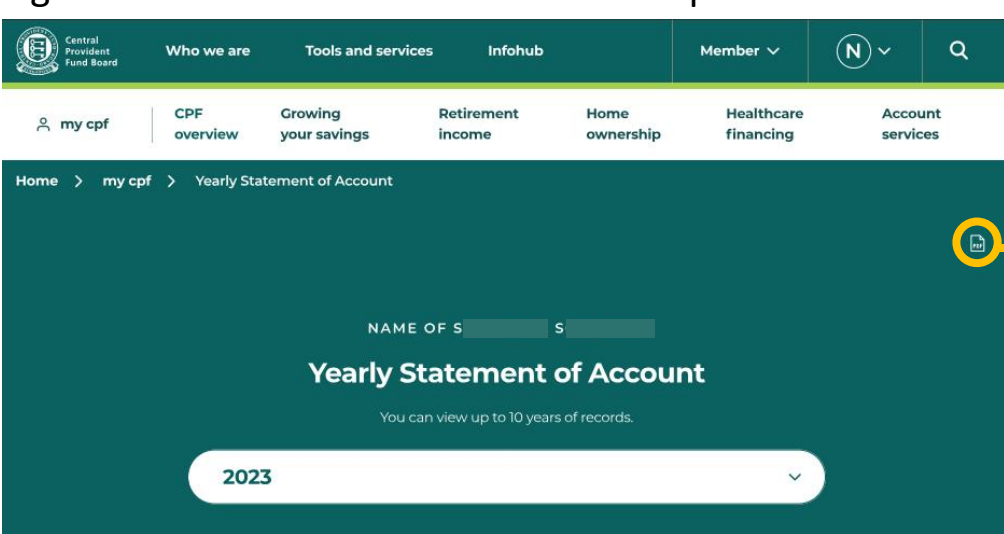 Central
Provident
Fund Board
Who we are
Tools and services
Infohub
Member
N
my cpf
CPF
overview
Growing
your savings
Retirement
income
Home
ownership
Healthcare
financing
Account
services
Home > my cpf > Yearly Statement of Account
PDF
NAME OF S S
Yearly Statement of Account
You can view up to 10 years of records.
2023